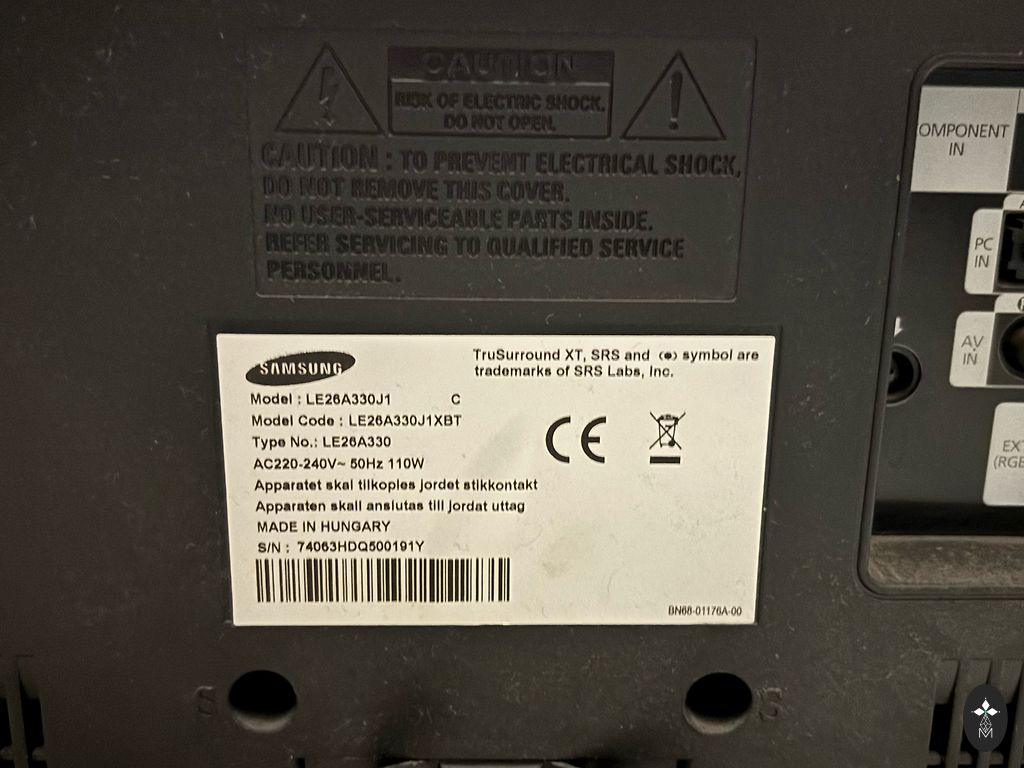 CAUTION
RISK OF ELECTRIC SHOCK.
DO NOT OPEN.
CAUTION : TO PREVENT ELECTRICAL SHOCK,
DO NOT REMOVE THIS COVER.
NO USER-SERVICEABLE PARTS INSIDE.
REFER SERVICING TO QUALIFIED SERVICE
PERSONNEL.
SAMSUNG
TruSurround XT, SRS and (●) symbol are
trademarks of SRS Labs, Inc.
Model : LE26A330J1 C
Model Code : LE26A330J1XBT
Type No.: LE26A330
AC220-240V~ 50Hz 110W
Apparatet skal tilkoples jordet stikkontakt
Apparaten skall anslutas till jordat uttag
MADE IN HUNGARY
S/N : 74063HDQ500191Y
CE
BN68-01176A-00
OMPONENT
IN
PC
IN
AV
IN
EX
(RGB
S
S
M